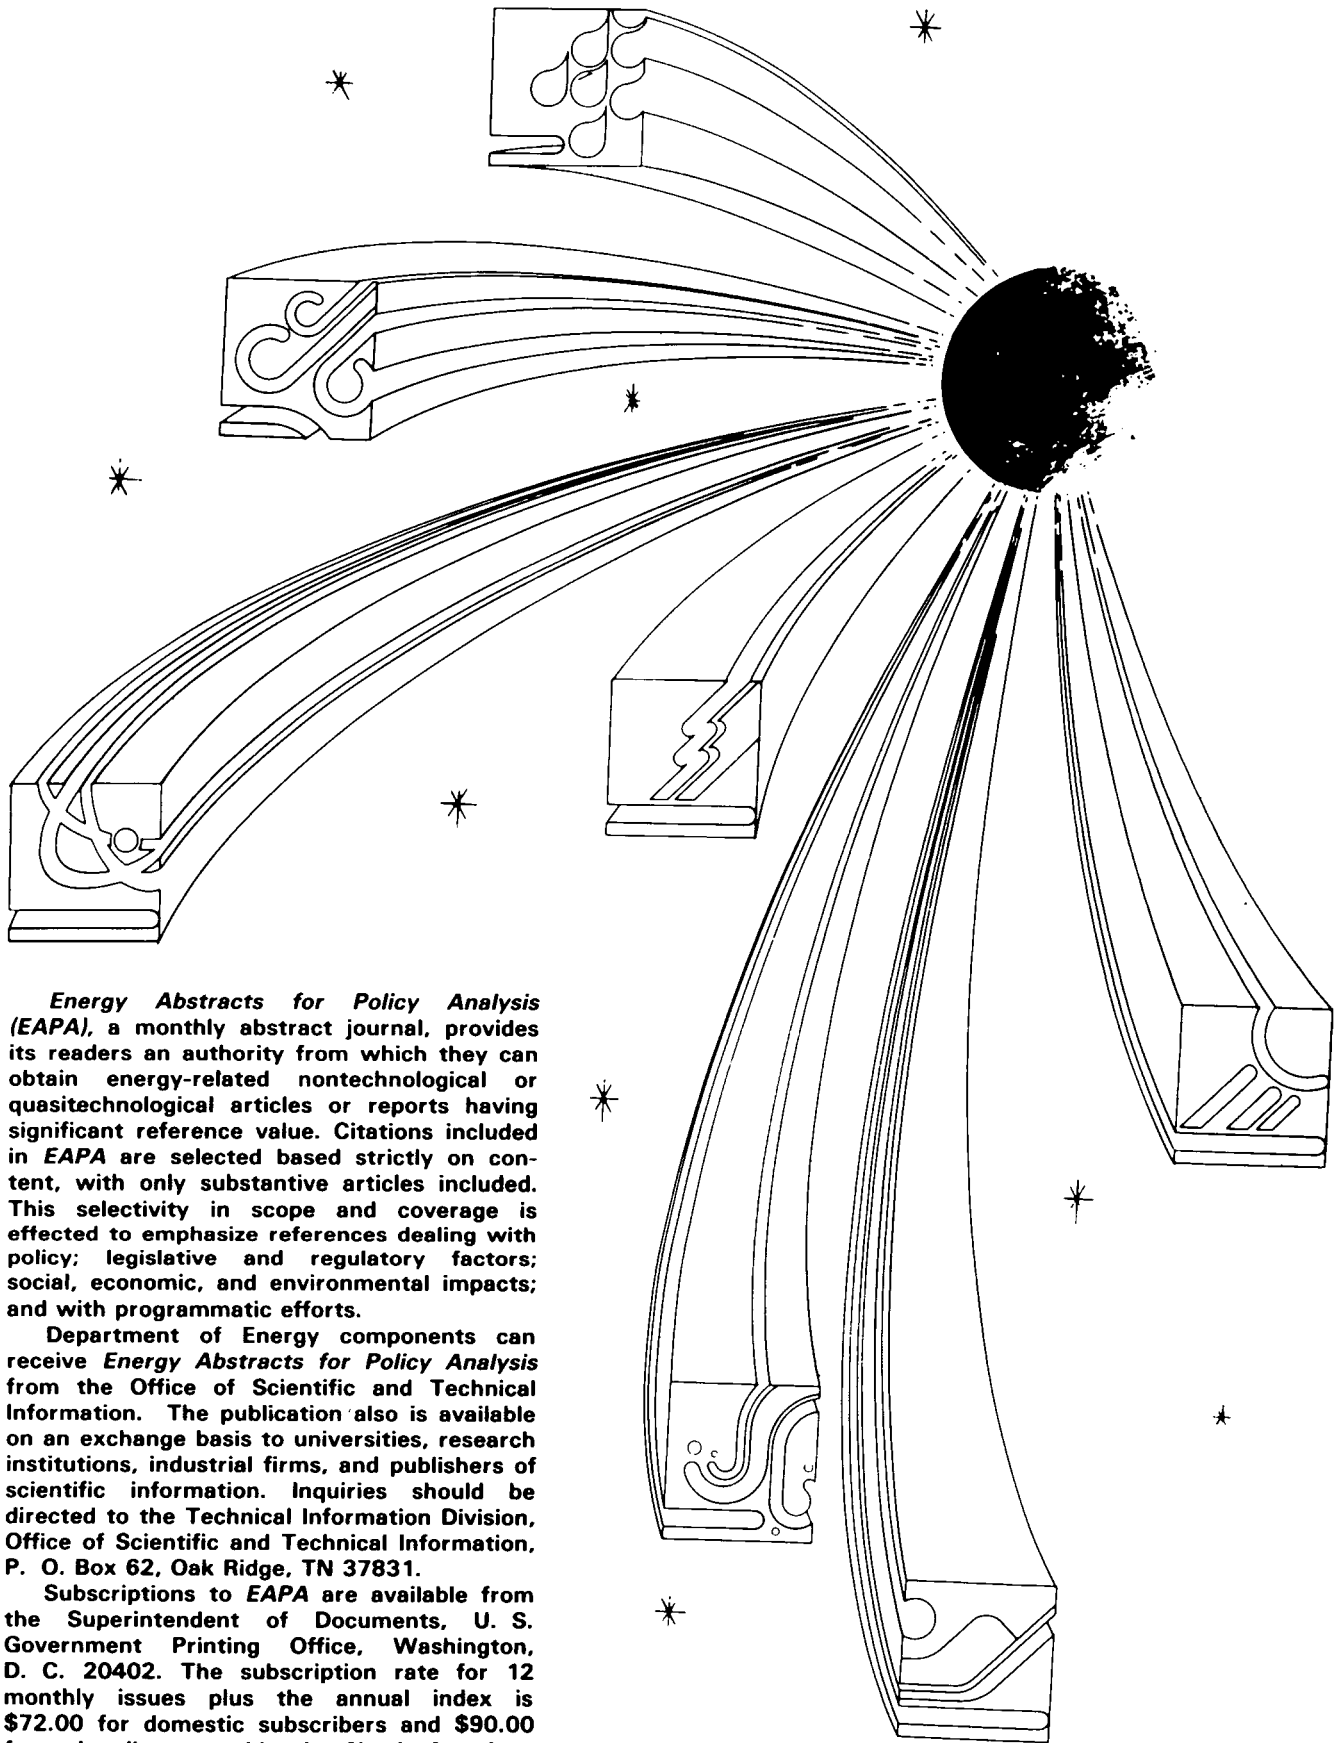 Energy Abstracts for Policy Analysis
(EAPA), a monthly abstract journal, provides
its readers an authority from which they can
obtain energy-related nontechnological or
quasitechnological articles or reports having
significant reference value. Citations included
in EAPA are selected based strictly on con-
tent, with only substantive articles included.
This selectivity in scope and coverage is
effected to emphasize references dealing with
policy; legislative and regulatory factors;
social, economic, and environmental impacts;
and with programmatic efforts.
Department of Energy components can
receive Energy Abstracts for Policy Analysis
from the Office of Scientific and Technical
Information. The publication also is available
on an exchange basis to universities, research
institutions, industrial firms, and publishers of
scientific information. Inquiries should be
directed to the Technical Information Division,
Office of Scientific and Technical Information,
P. O. Box 62, Oak Ridge, TN 37831.
Subscriptions to EAPA are available from
the Superintendent of Documents, U. S.
Government Printing Office, Washington,
D. C. 20402. The subscription rate for 12
monthly issues plus the annual index is
$72.00 for domestic subscribers and $90.00